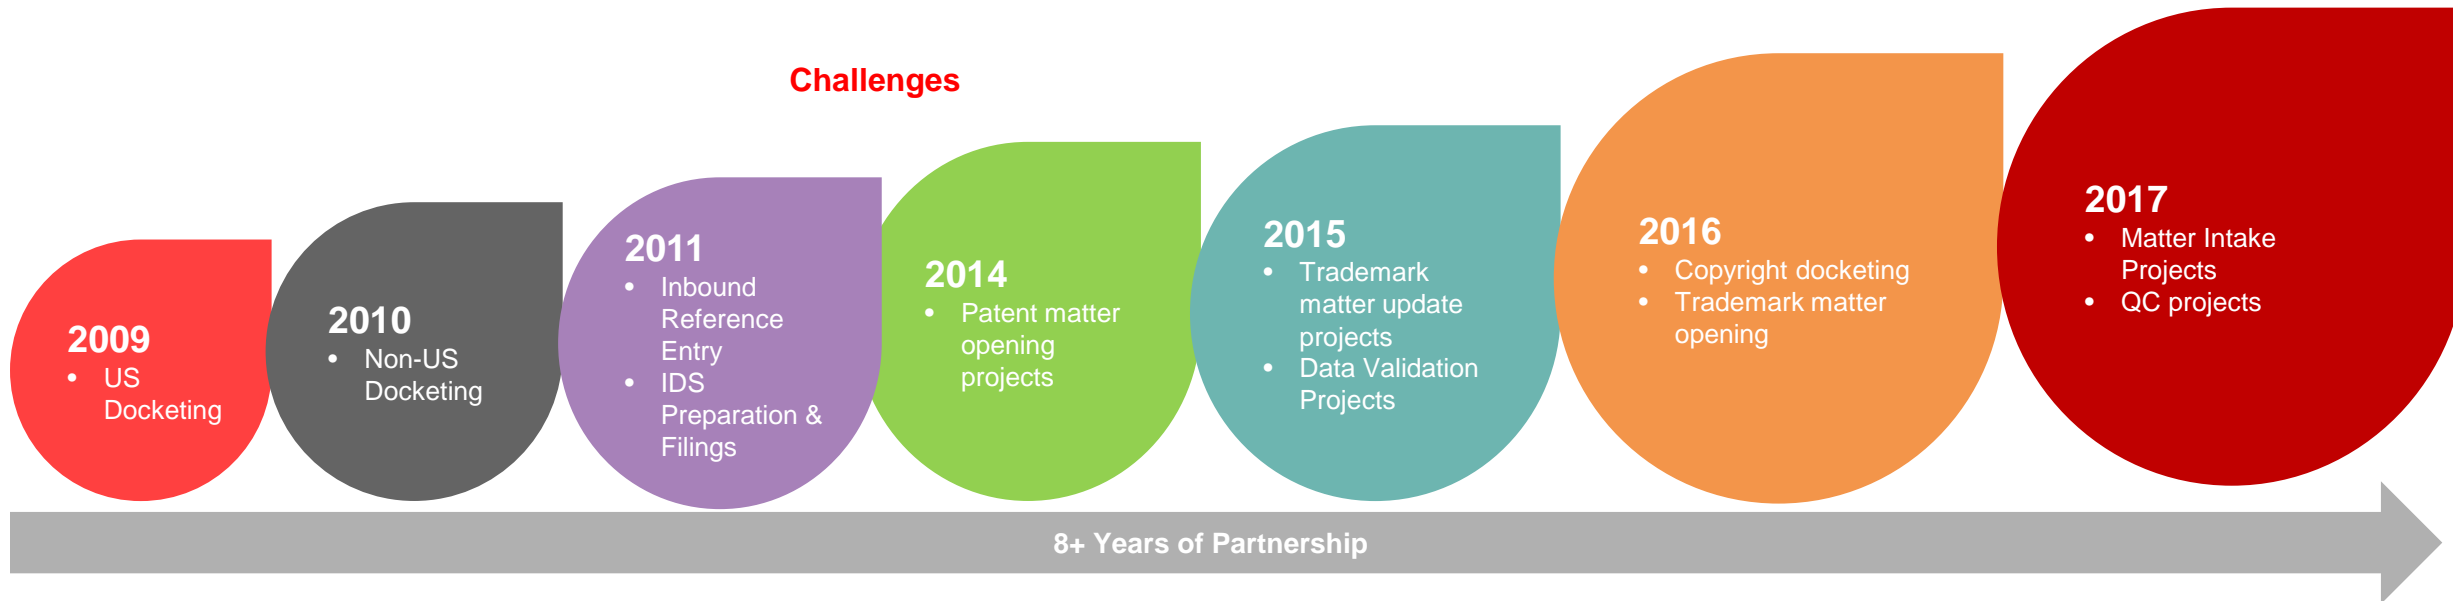 Challenges
2009
• US
Docketing
2010
• Non-US
Docketing
2011
• Inbound
Reference
Entry
• IDS
Preparation &
Filings
2014
• Patent matter
opening
projects
2015
• Trademark
matter update
projects
• Data Validation
Projects
2016
• Copyright docketing
• Trademark matter
opening
2017
• Matter Intake
Projects
• QC projects
8+ Years of Partnership